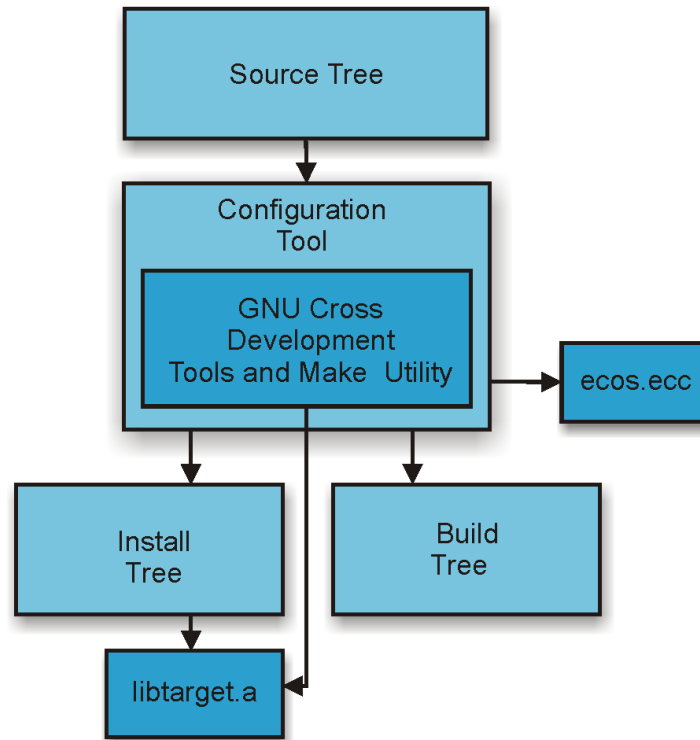 Source Tree
Configuration
Tool
GNU Cross
Development
Tools and Make Utility
ecos.ecc
Install
Tree
Build
Tree
libtarget.a